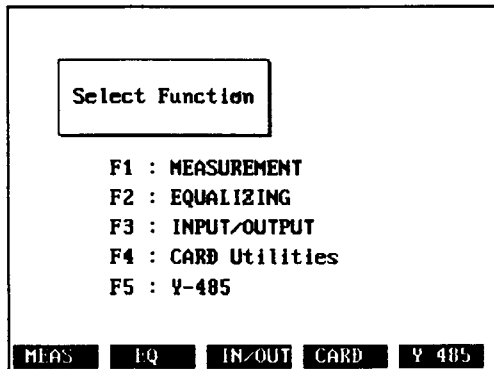 Select Function
F1 : MEASUREMENT
F2 : EQUALIZING
F3 : INPUT/OUTPUT
F4 : CARD Utilities
F5 : Y-485
MEAS EQ IN/OUT CARD Y 485